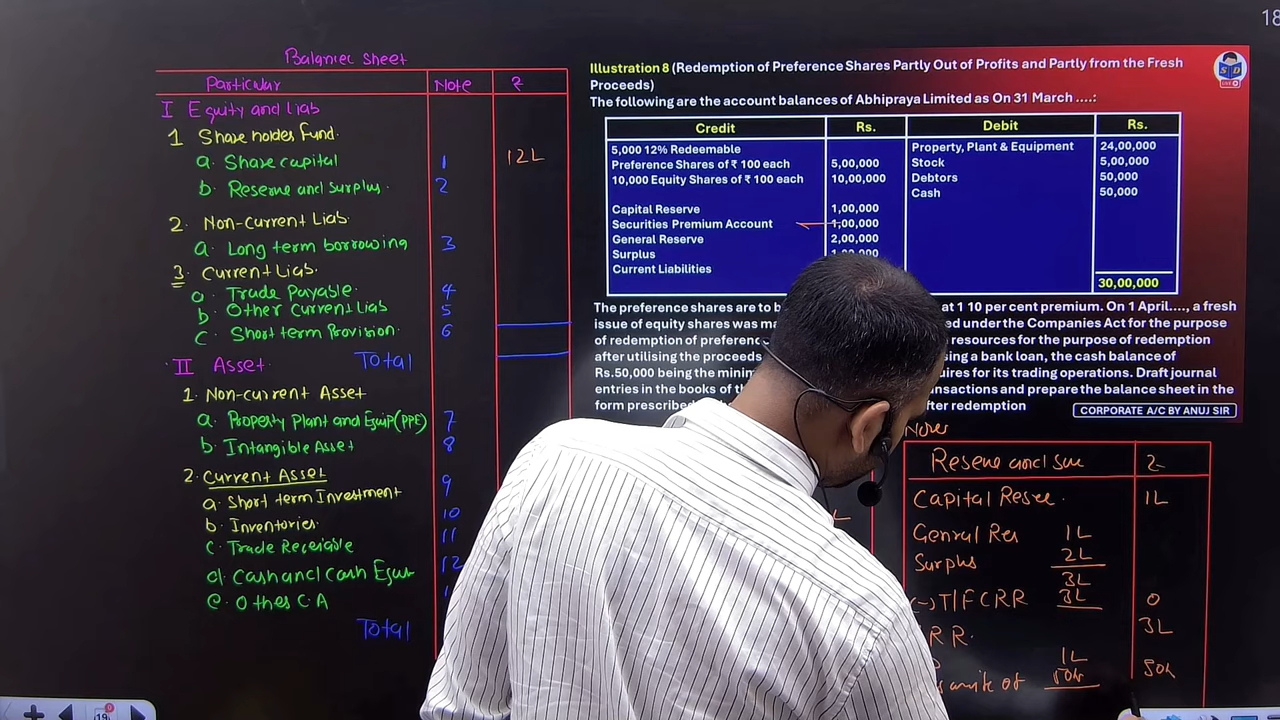 18
Balaniec sheet
Particular Note ₹
I Equity and liab
1 Share holdes Fund.
a. Share capital 1 12L
b. Reserve and surplus. 2
2. Non-current Liab.
a. Long term borrowing 3
3. Current Liab.
a. Trade Payable. 4
b. Other current Liab 5
c. Short term Provision. 6
Total
II Asset.
1. Non-current Asset
a. Property Plant and Equip(PPE) 7
b. Intangible Asset 8
2. Current Asset
a. Short term Investment 9
b. Inventories. 10
c. Trade Receiable 11
d. Cash and cash Equv 12
e. Othes C.A
Total
Illustration 8 (Redemption of Preference Shares Partly Out of Profits and Partly from the Fresh
Proceeds)
The following are the account balances of Abhipraya Limited as On 31 March ....:
Credit Rs. Debit Rs.
5,000 12% Redeemable Property, Plant & Equipment 24,00,000
Preference Shares of ₹ 100 each 5,00,000 Stock 5,00,000
10,000 Equity Shares of ₹ 100 each 10,00,000 Debtors 50,000
Cash 50,000
Capital Reserve 1,00,000
Securities Premium Account 1,00,000
General Reserve 2,00,000
Surplus
Current Liabilities
30,00,000
The preference shares are to b at 1 10 per cent premium. On 1 April...., a fresh
issue of equity shares was ma ed under the Companies Act for the purpose
of redemption of preferenc resources for the purpose of redemption
after utilising the proceeds sing a bank loan, the cash balance of
Rs.50,000 being the minim uires for its trading operations. Draft journal
entries in the books of th nsactions and prepare the balance sheet in the
form prescribed fter redemption
CORPORATE A/C BY ANUJ SIR
Notes
Resene and Sur 2
Capital Resee. 1L
Genral Res 1L
Surplus 2L
3L
(-) T/F CRR 3L 0
RR. 3L
1L
50k 50k